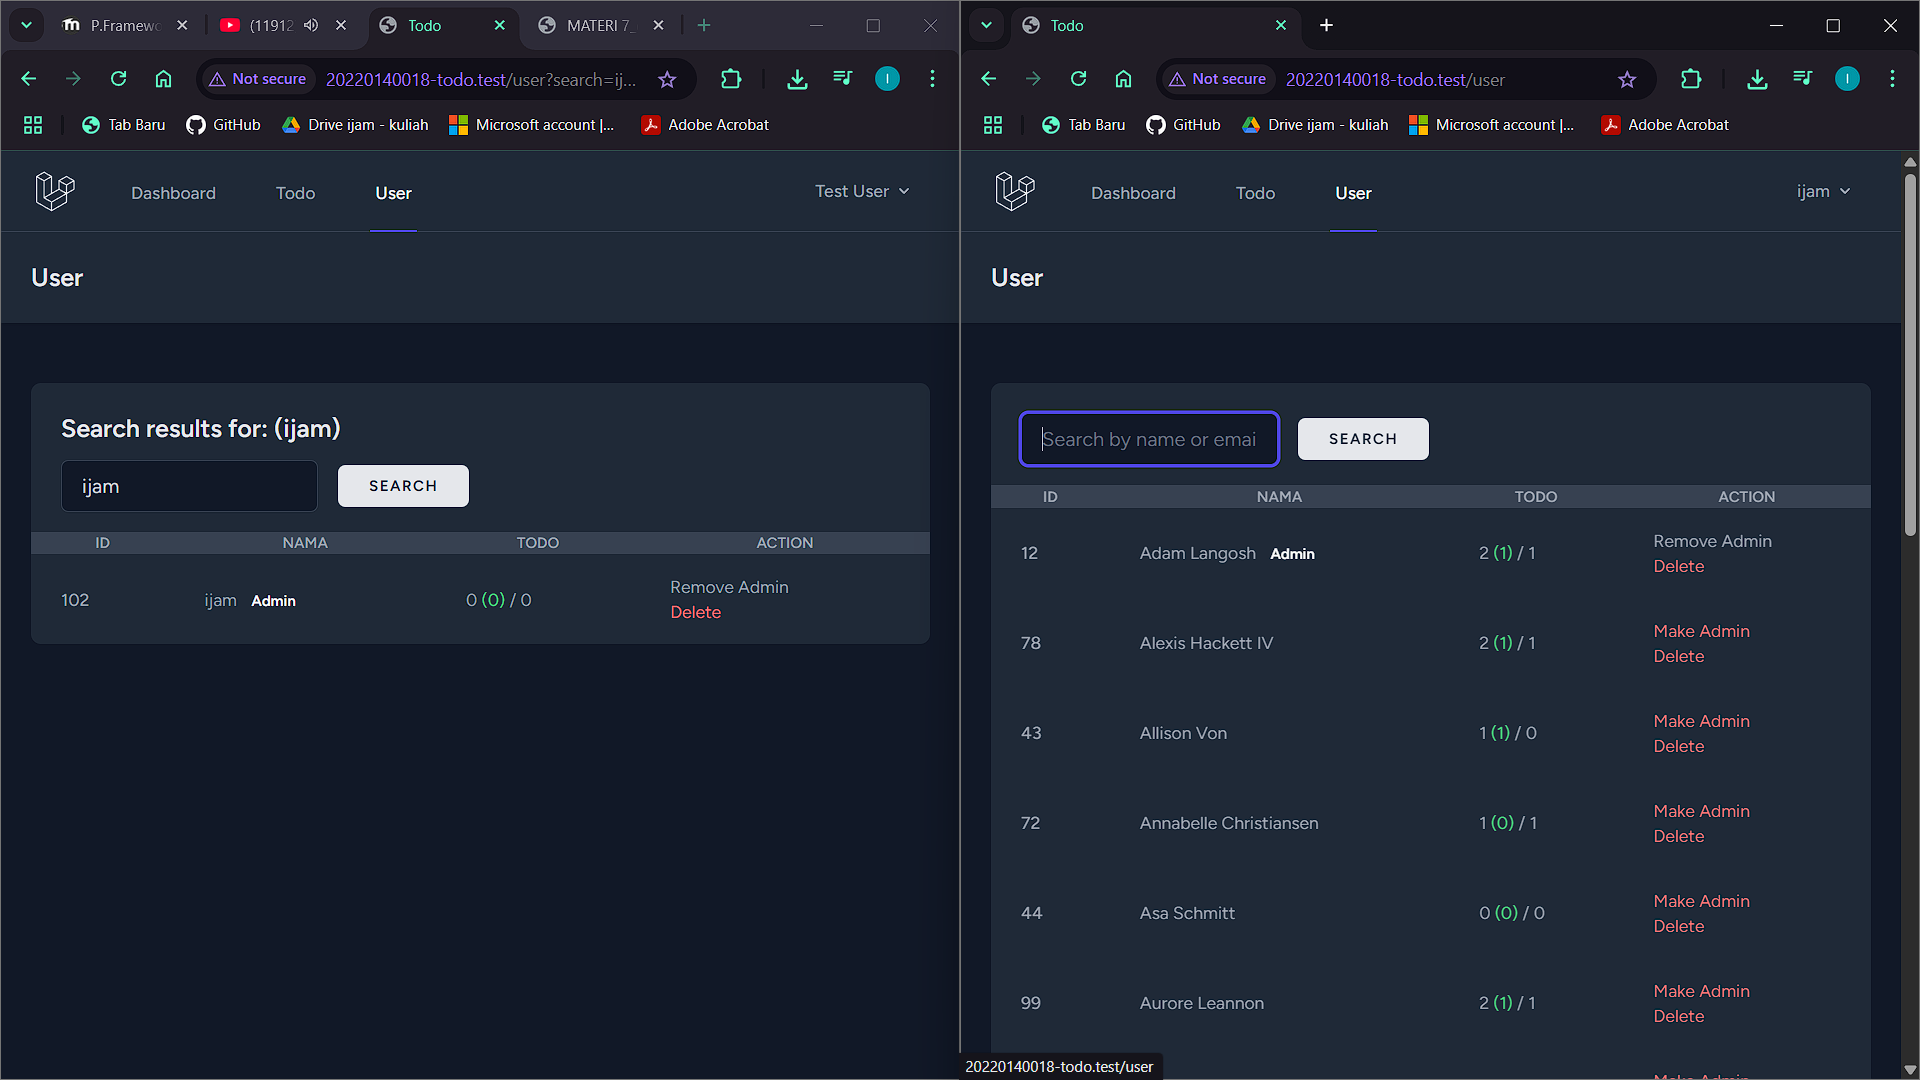 P.Framewo
(11912
Todo
MATERI 7_
Not secure
20220140018-todo.test/user?search=ij...
Tab Baru
GitHub
Drive ijam - kuliah
Microsoft account |...
Adobe Acrobat
Dashboard
Todo
User
Test User
User
Search results for: (ijam)
ijam
SEARCH
ID NAMA TODO ACTION
102 ijam Admin 0 (0) / 0 Remove Admin
Delete
Todo
Not secure
20220140018-todo.test/user
Tab Baru
GitHub
Drive ijam - kuliah
Microsoft account |...
Adobe Acrobat
Dashboard
Todo
User
ijam
User
Search by name or emai
SEARCH
ID NAMA TODO ACTION
12 Adam Langosh Admin 2 (1) / 1 Remove Admin
Delete
78 Alexis Hackett IV 2 (1) / 1 Make Admin
Delete
43 Allison Von 1 (1) / 0 Make Admin
Delete
72 Annabelle Christiansen 1 (0) / 1 Make Admin
Delete
44 Asa Schmitt 0 (0) / 0 Make Admin
Delete
99 Aurore Leannon 2 (1) / 1 Make Admin
Delete
20220140018-todo.test/user